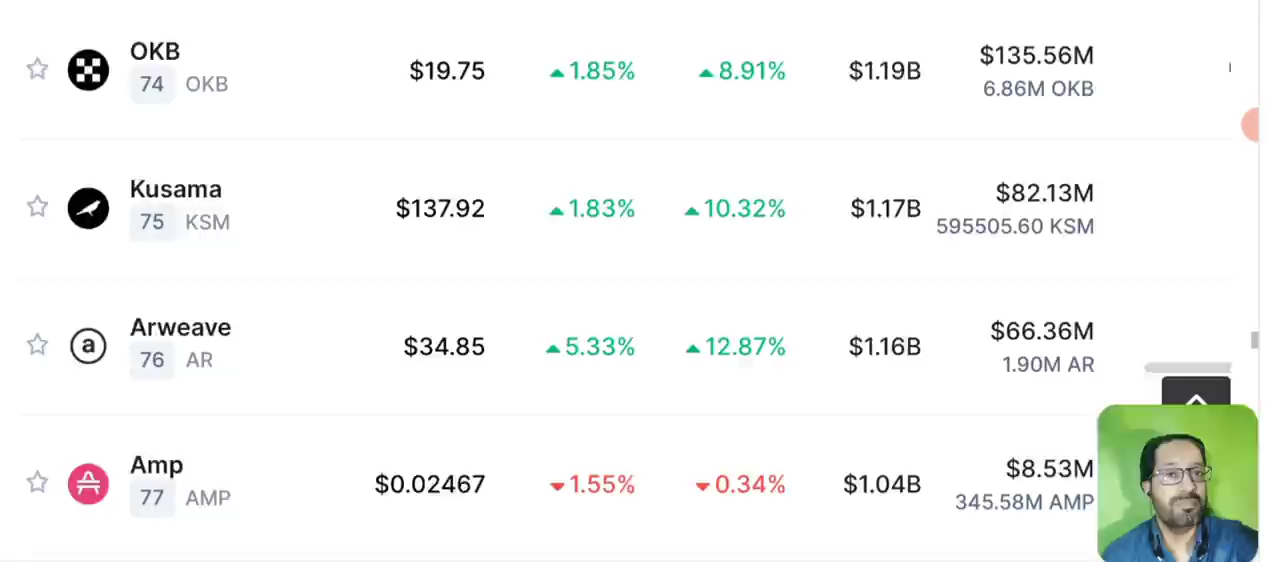 OKB
74 OKB
$19.75
1.85%
8.91%
$1.19B
$135.56M
6.86M OKB
Kusama
75 KSM
$137.92
1.83%
10.32%
$1.17B
$82.13M
595505.60 KSM
a
Arweave
76 AR
$34.85
5.33%
12.87%
$1.16B
$66.36M
1.90M AR
Amp
77 AMP
$0.02467
1.55%
0.34%
$1.04B
$8.53M
345.58M AMP